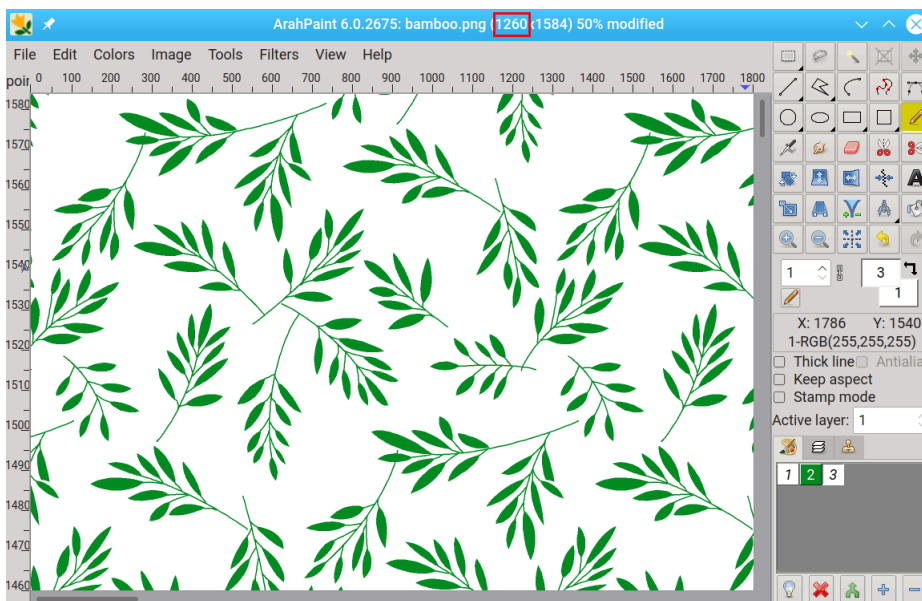 ArahPaint 6.0.2675: bamboo.png (1260x1584) 50% modified
File Edit Colors Image Tools Filters View Help
poir 0 100 200 300 400 500 600 700 800 900 1000 1100 1200 1300 1400 1500 1600 1700 1800
1580
1570
1560
1550
1540
1530
1520
1510
1500
1490
1480
1470
1460
A
1 3
1
X: 1786 Y: 1540
1-RGB(255,255,255)
Thick line Antialia
Keep aspect
Stamp mode
Active layer: 1
1 2 3